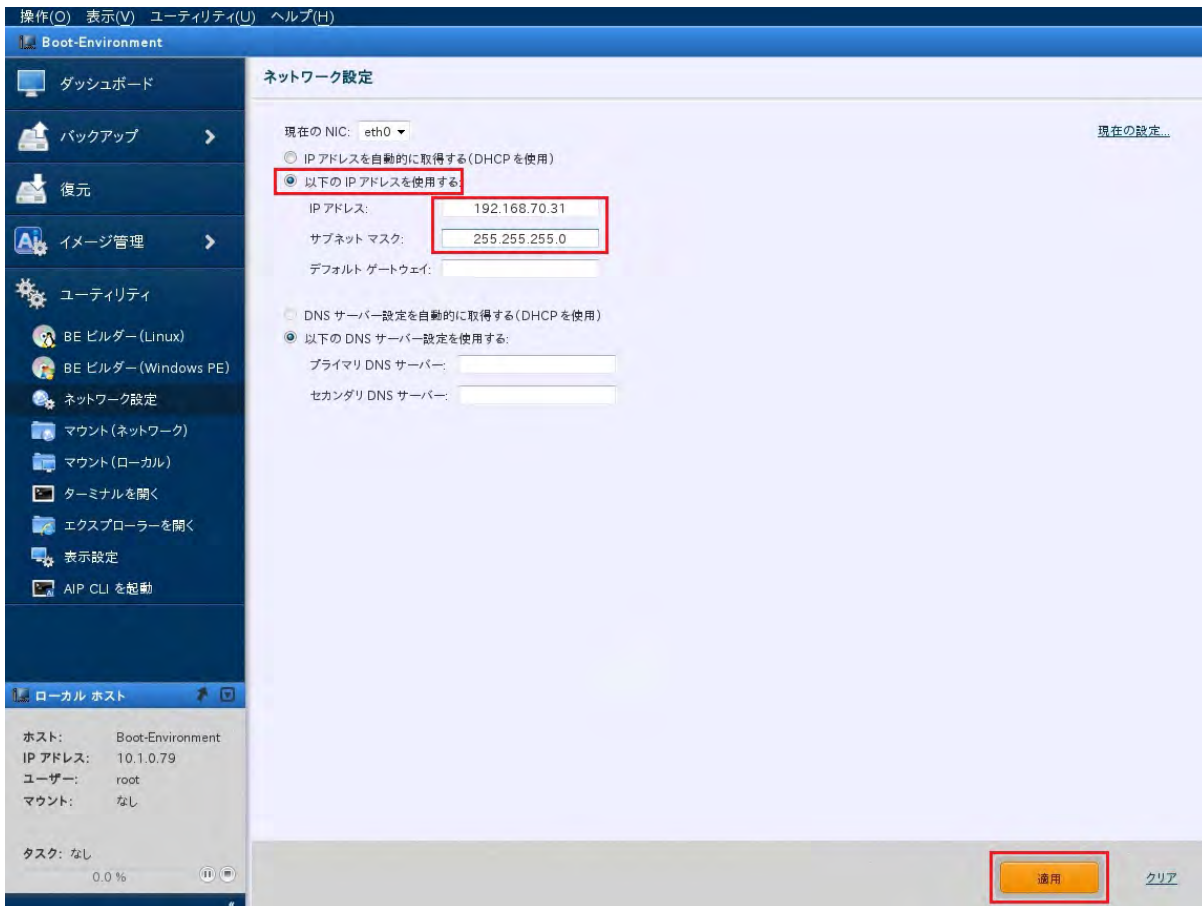 操作(O) 表示(V) ユーティリティ(U) ヘルプ(H)
Boot-Environment
ダッシュボード
バックアップ
復元
イメージ管理
ユーティリティ
BE ビルダー(Linux)
BE ビルダー(Windows PE)
ネットワーク設定
マウント(ネットワーク)
マウント(ローカル)
ターミナルを開く
エクスプローラーを開く
表示設定
AIP CLI を起動
ローカル ホスト
ホスト: Boot-Environment
IP アドレス: 10.1.0.79
ユーザー: root
マウント: なし
タスク: なし
0.0 %
ネットワーク設定
現在の NIC: eth0
現在の設定...
IP アドレスを自動的に取得する(DHCP を使用)
以下の IP アドレスを使用する:
IP アドレス: 192.168.70.31
サブネット マスク: 255.255.255.0
デフォルト ゲートウェイ:
DNS サーバー設定を自動的に取得する(DHCP を使用)
以下の DNS サーバー設定を使用する:
プライマリ DNS サーバー:
セカンダリ DNS サーバー:
適用 クリア